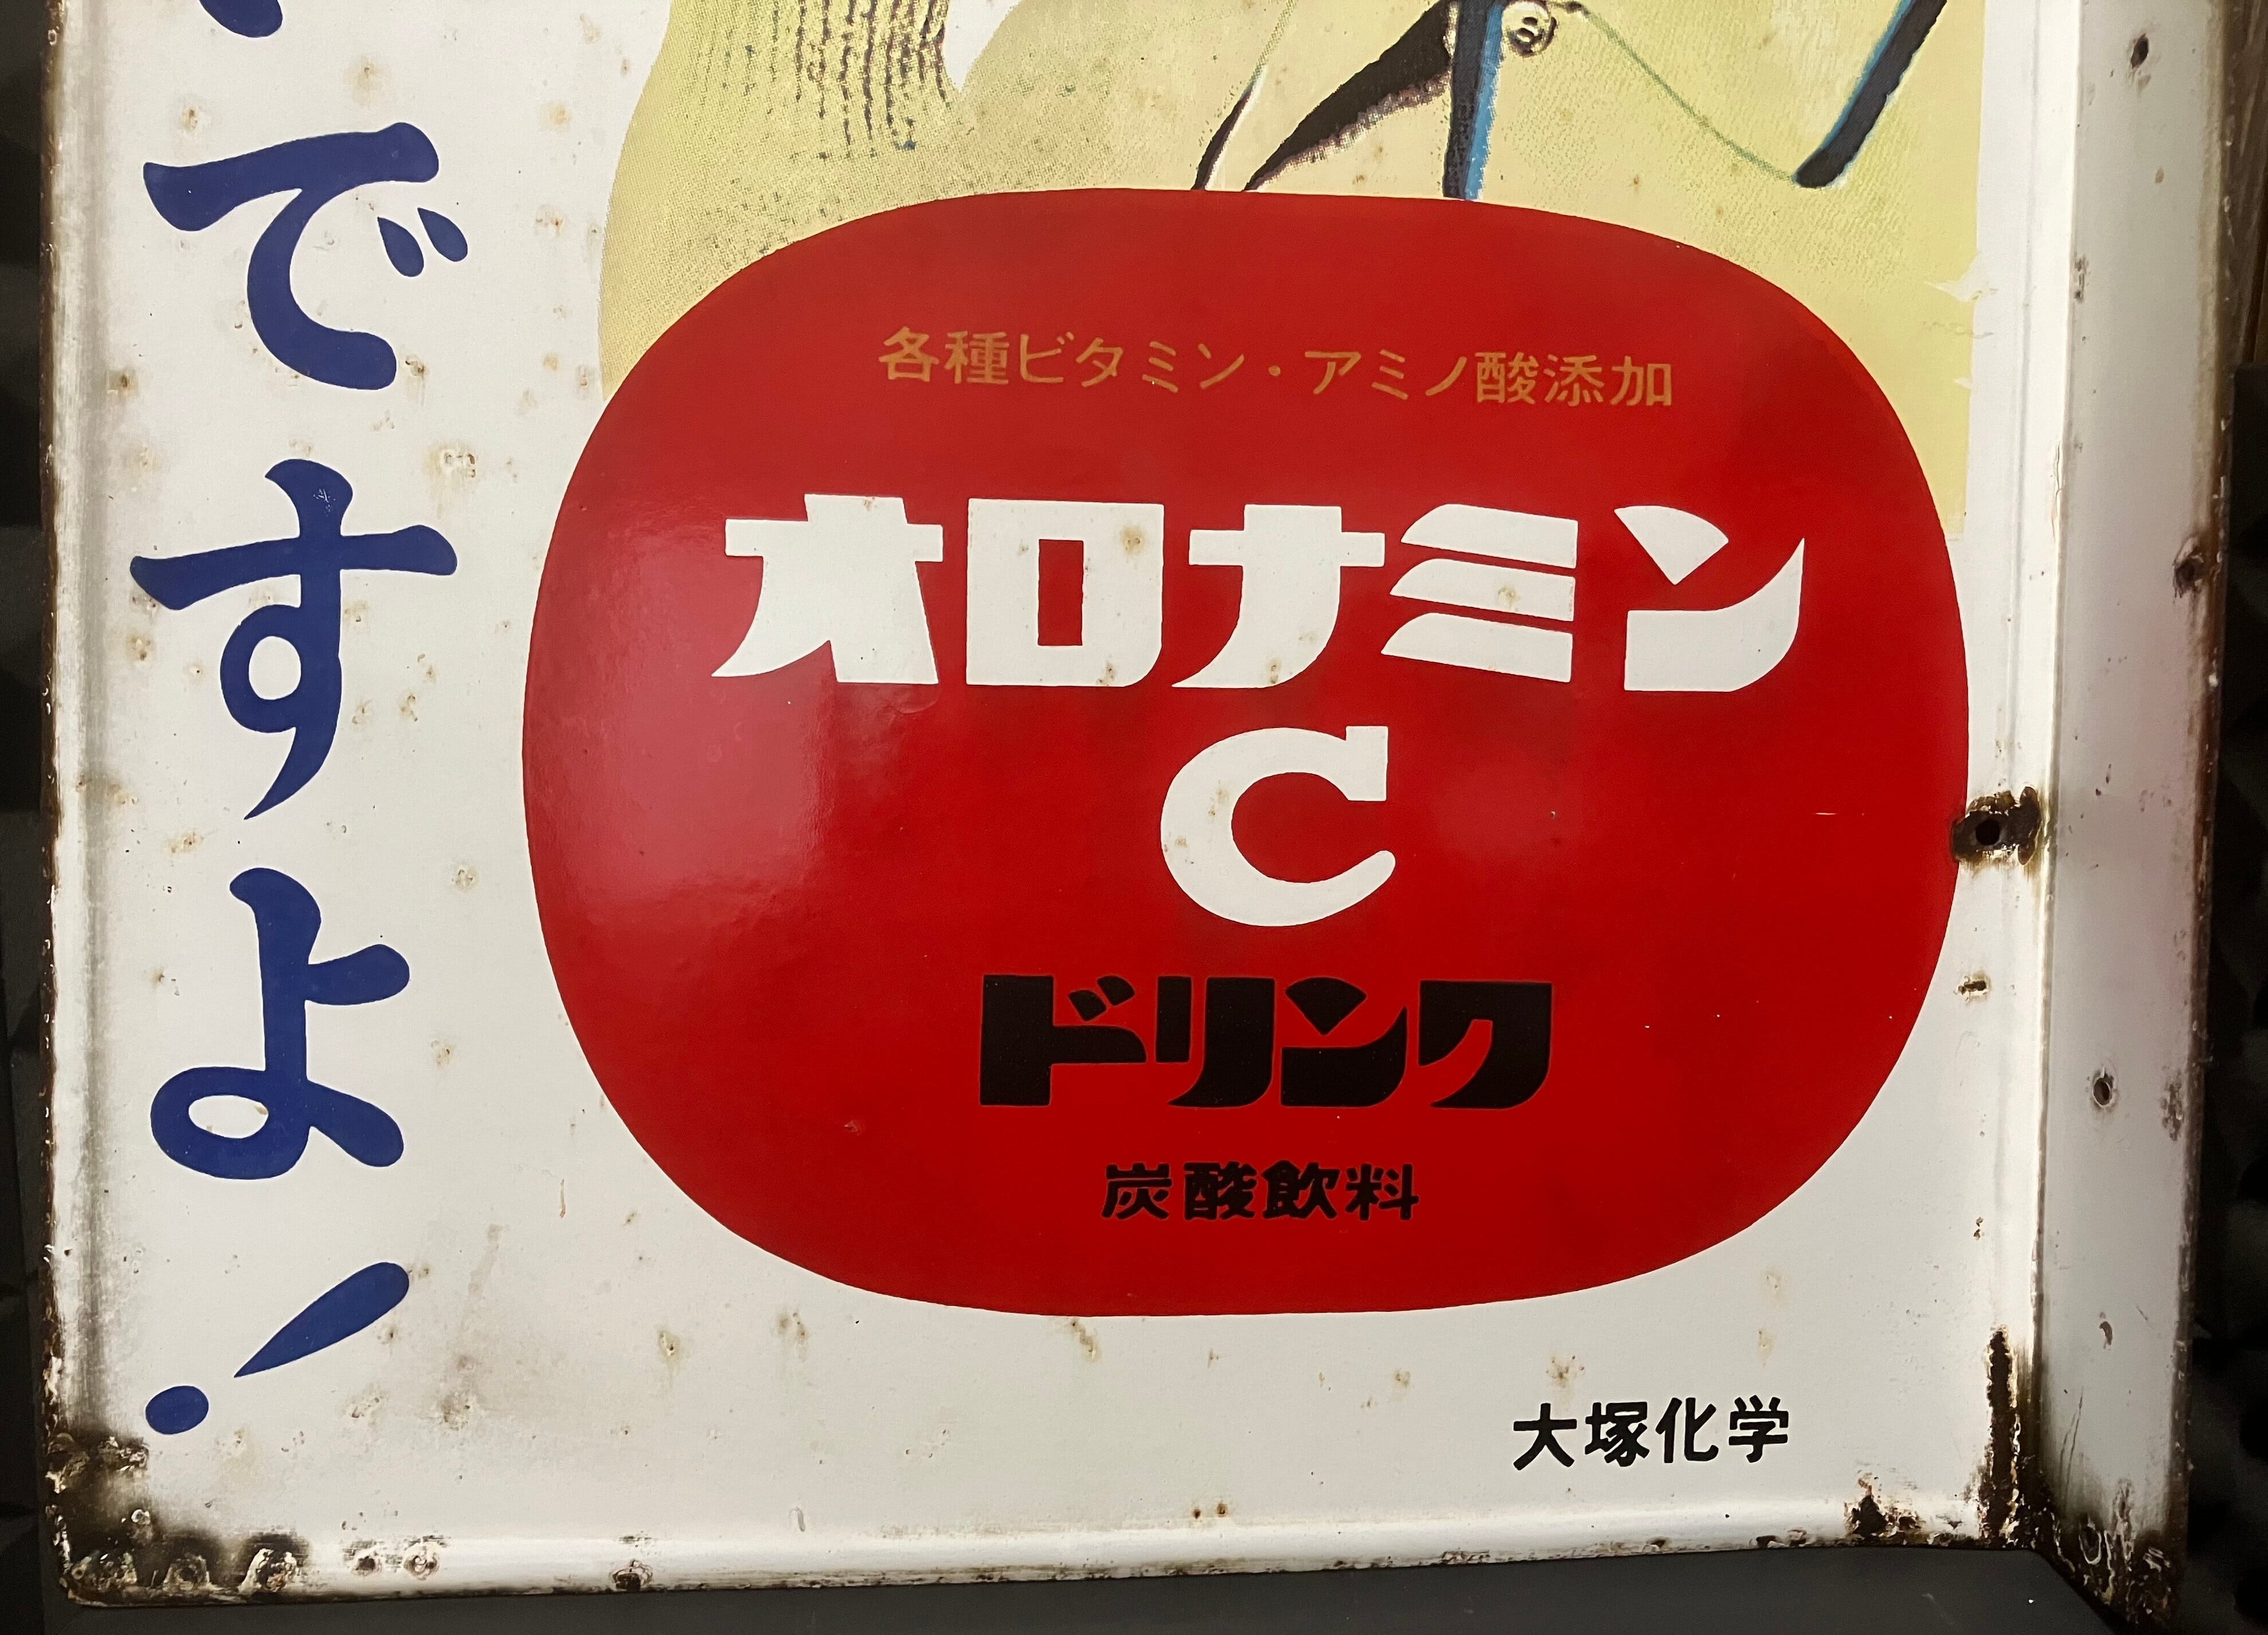 ですよ!
各種ビタミン・アミノ酸添加
オロナミン
C
ドリンク
炭酸飲料
大塚化学